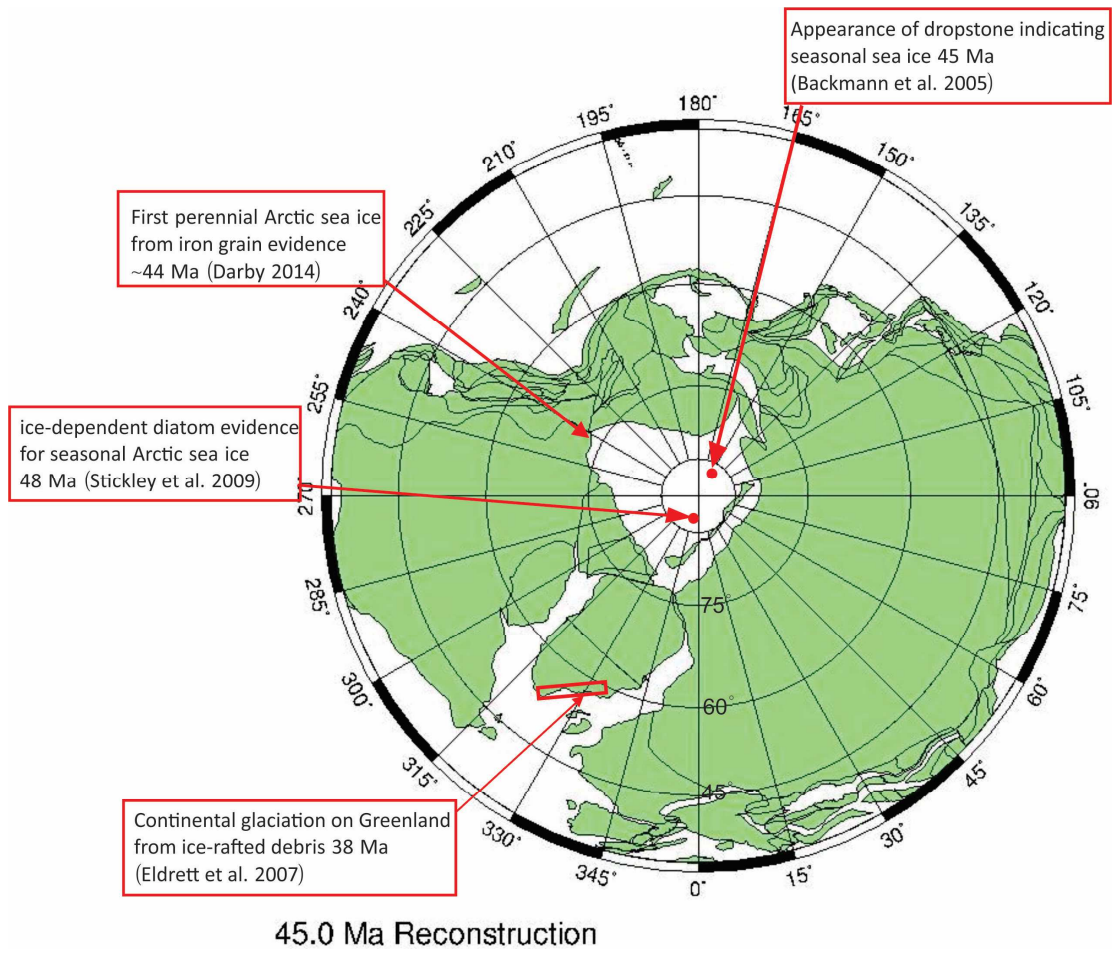 Appearance of dropstone indicating
seasonal sea ice 45 Ma
(Backmann et al. 2005)
180°
195°
165°
210°
150°
225°
135°
First perennial Arctic sea ice
from iron grain evidence
~44 Ma (Darby 2014)
240°
120°
255°
105°
ice-dependent diatom evidence
for seasonal Arctic sea ice
48 Ma (Stickley et al. 2009)
270°
90°
285°
75°
75°
300°
60°
60°
315°
45°
45°
Continental glaciation on Greenland
from ice-rafted debris 38 Ma
(Eldrett et al. 2007)
330°
30°
345°
15°
0°
45.0 Ma Reconstruction